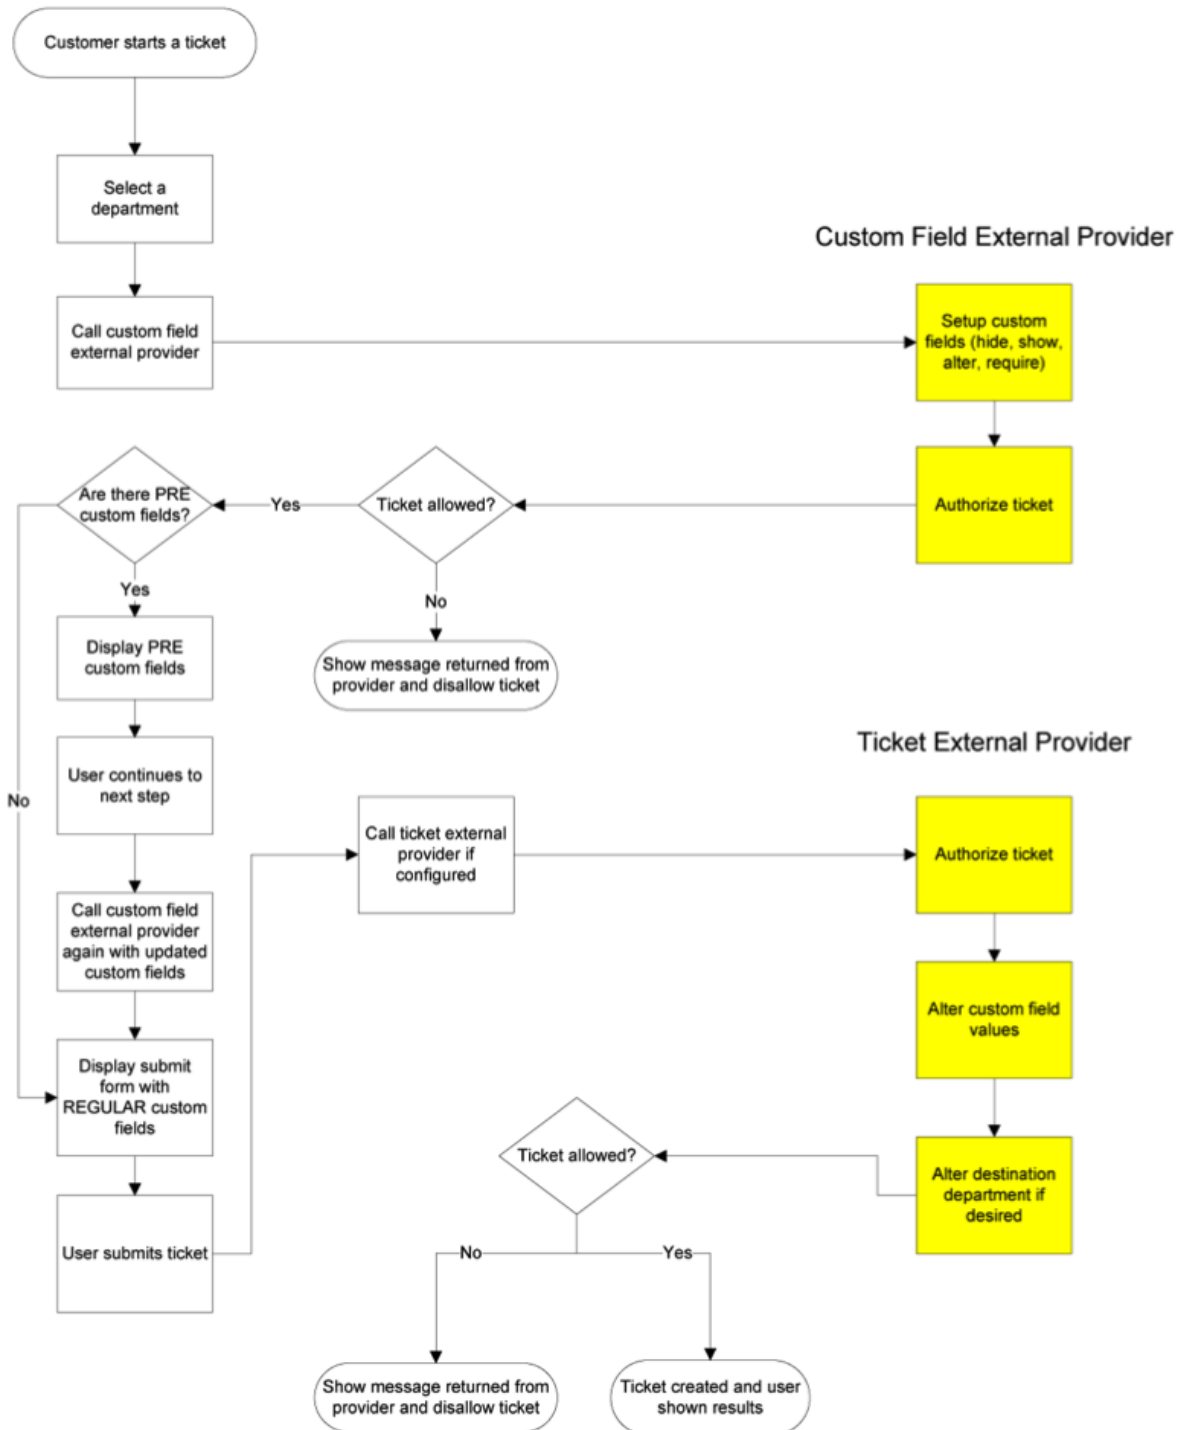 Customer starts a ticket
Select a
department
Custom Field External Provider
Call custom field
external provider
Setup custom
fields (hide, show,
alter, require)
Are there PRE
custom fields?
Yes
Ticket allowed?
Authorize ticket
Yes
No
Display PRE
custom fields
Show message returned from
provider and disallow ticket
Ticket External Provider
User continues to
next step
No
Call ticket external
provider if
configured
Authorize ticket
Call custom field
external provider
again with updated
custom fields
Alter custom field
values
Display submit
form with
REGULAR custom
fields
Ticket allowed?
Alter destination
department if
desired
User submits ticket
No
Yes
Show message returned from
provider and disallow ticket
Ticket created and user
shown results